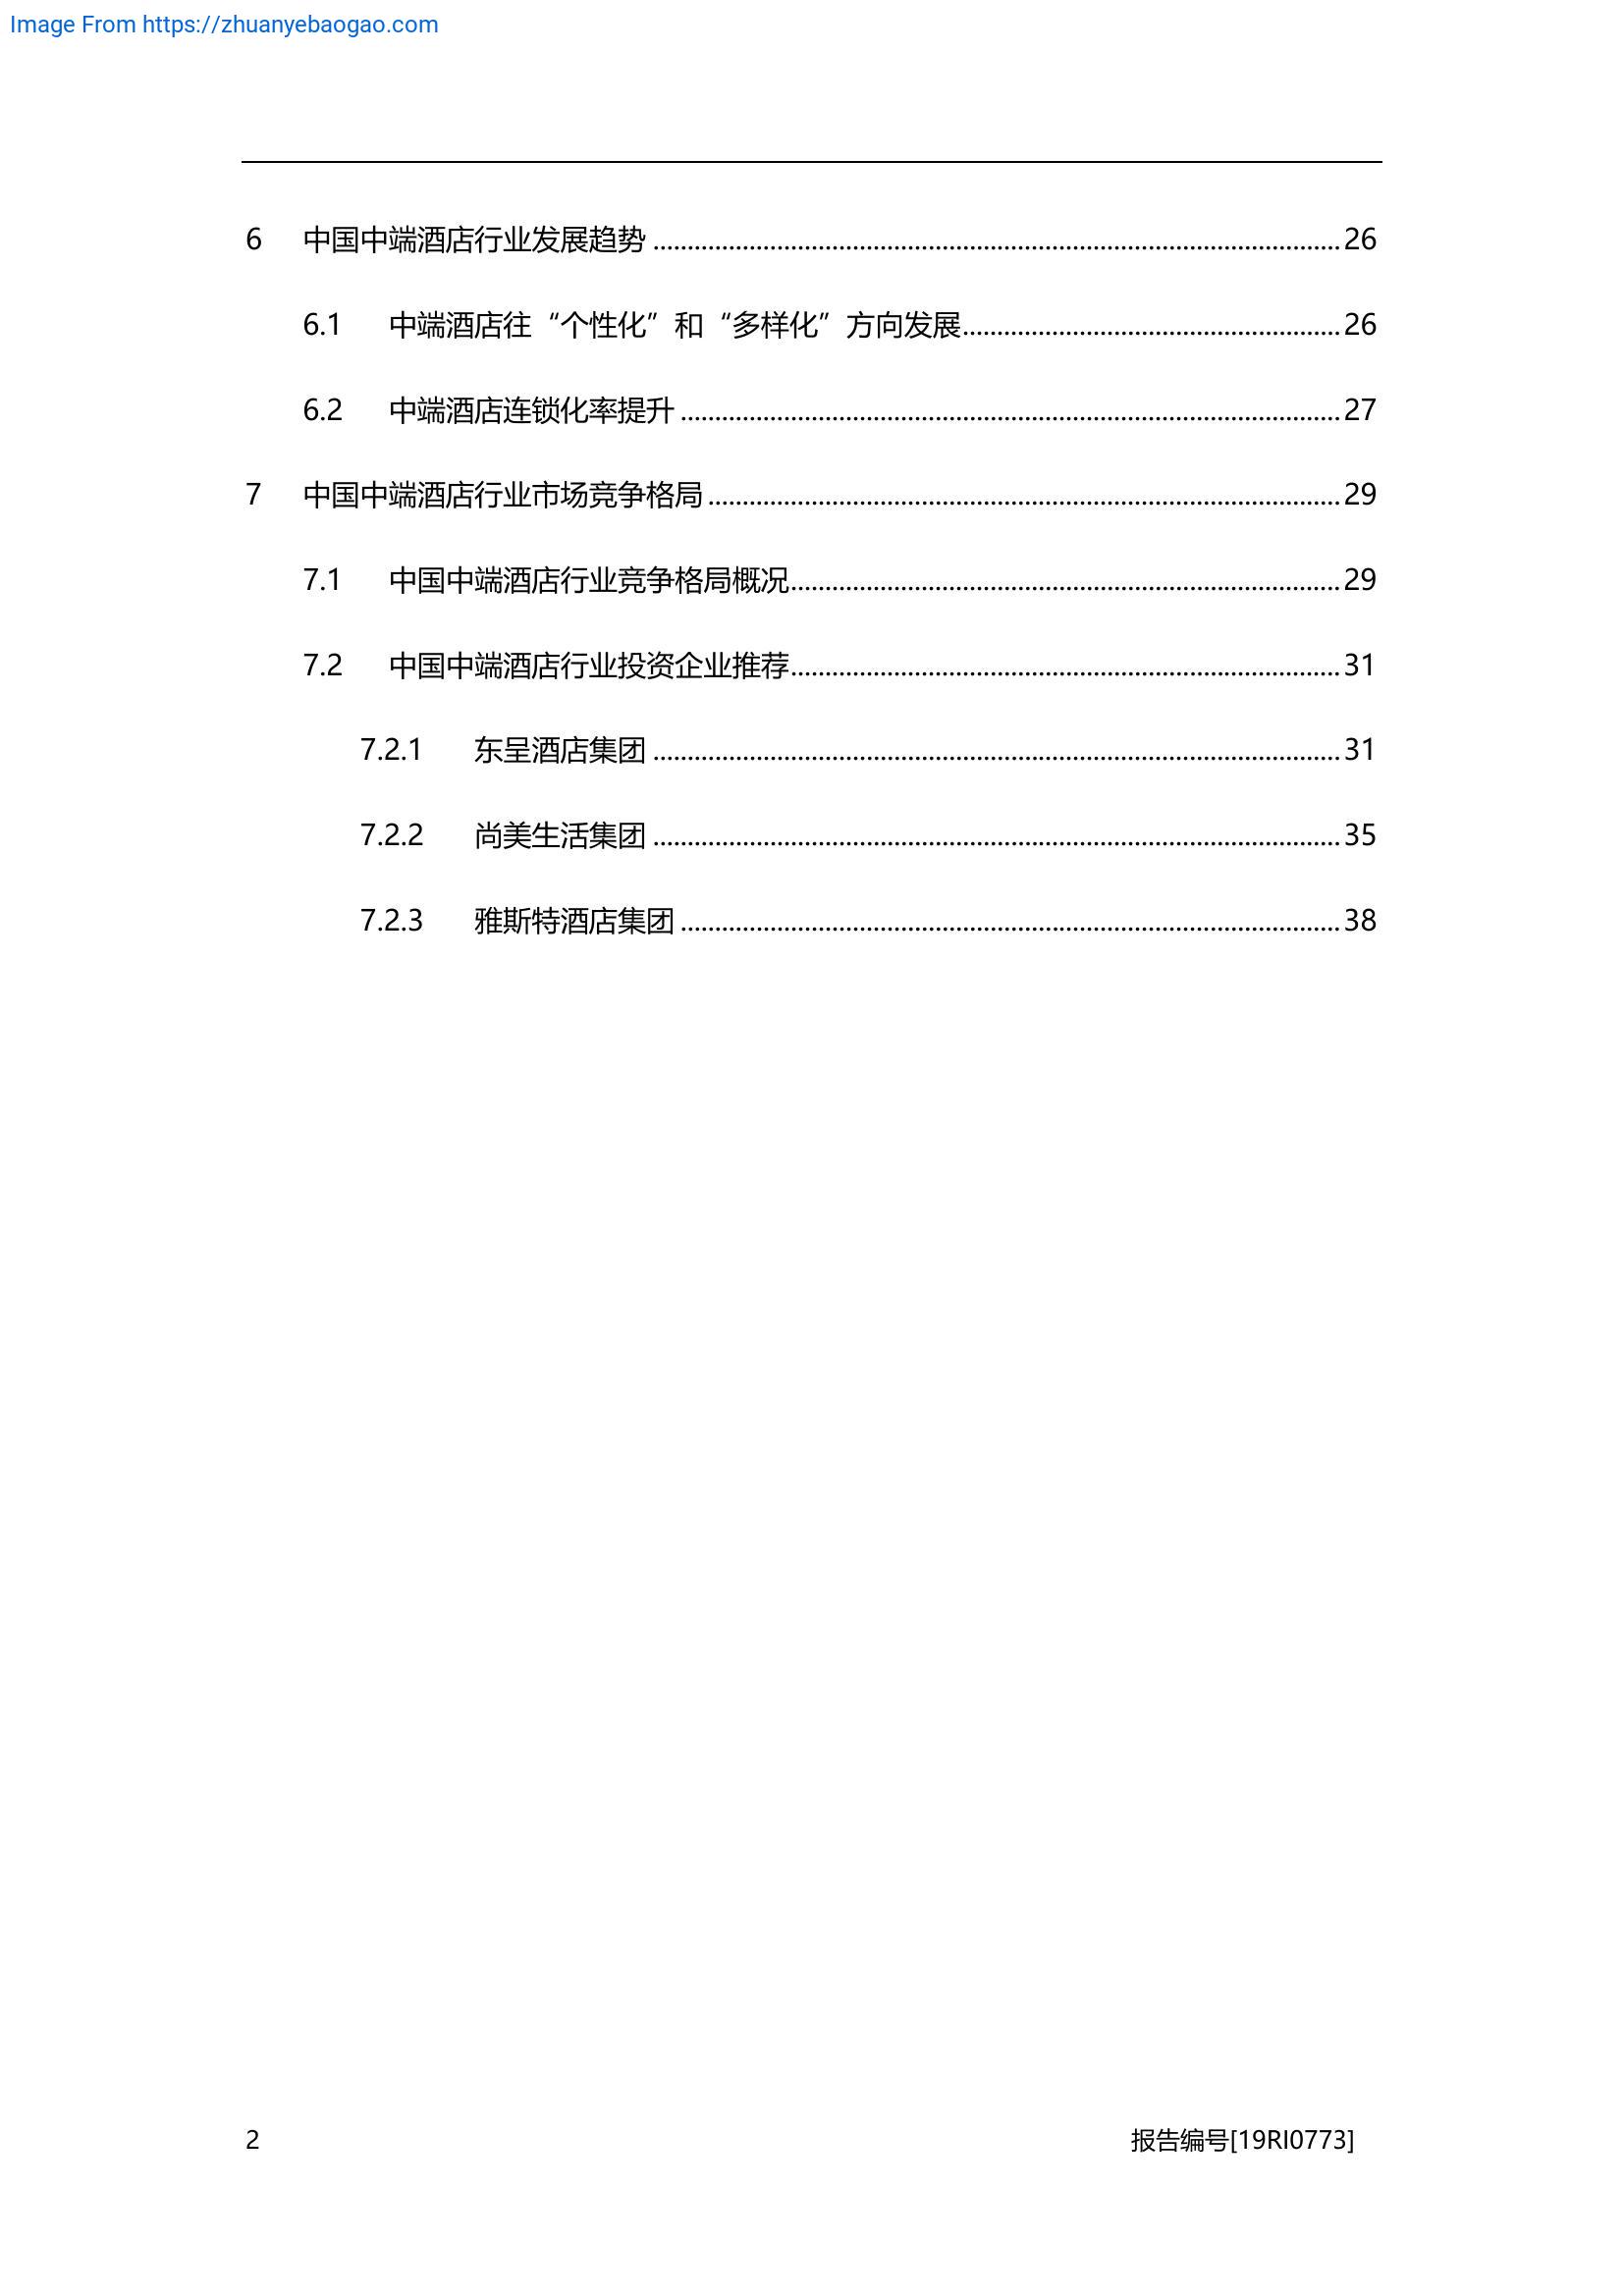 Image From https://zhuanyebaogao.com
6 中国中端酒店行业发展趋势 ........ 26
6.1 中端酒店往“个性化”和“多样化”方向发展 ........ 26
6.2 中端酒店连锁化率提升 ........ 27
7 中国中端酒店行业市场竞争格局 ........ 29
7.1 中国中端酒店行业竞争格局概况 ........ 29
7.2 中国中端酒店行业投资企业推荐 ........ 31
7.2.1 东呈酒店集团 ........ 31
7.2.2 尚美生活集团 ........ 35
7.2.3 雅斯特酒店集团 ........ 38
2 报告编号[19RI0773]